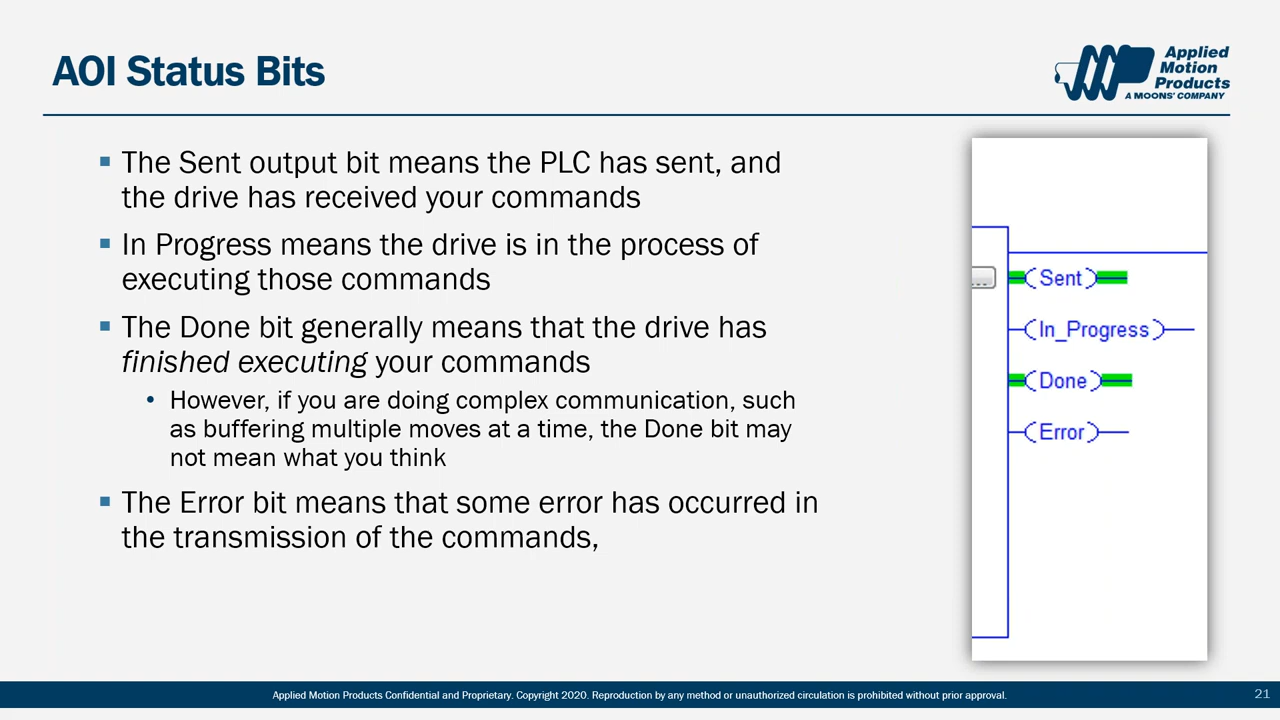 AOI Status Bits
Applied
Motion
Products
A MOONS' COMPANY
The Sent output bit means the PLC has sent, and
the drive has received your commands
In Progress means the drive is in the process of
executing those commands
The Done bit generally means that the drive has
finished executing your commands
However, if you are doing complex communication, such
as buffering multiple moves at a time, the Done bit may
not mean what you think
The Error bit means that some error has occurred in
the transmission of the commands,
...
Sent
In_Progress
Done
Error
Applied Motion Products Confidential and Proprietary. Copyright 2020. Reproduction by any method or unauthorized circulation is prohibited without prior approval.
21